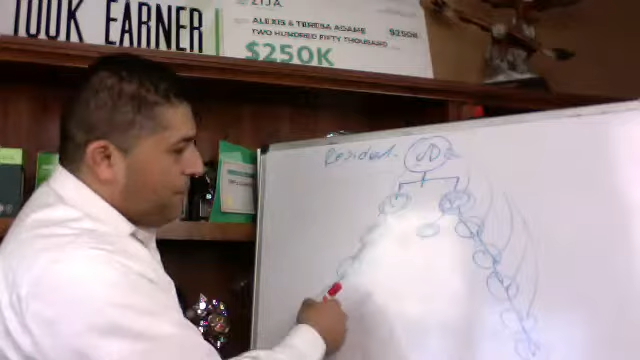 100K EARNER
ZIJA
ALEXIS & TERESA ADAME
TWO HUNDRED FIFTY THOUSAND $250K
$250K